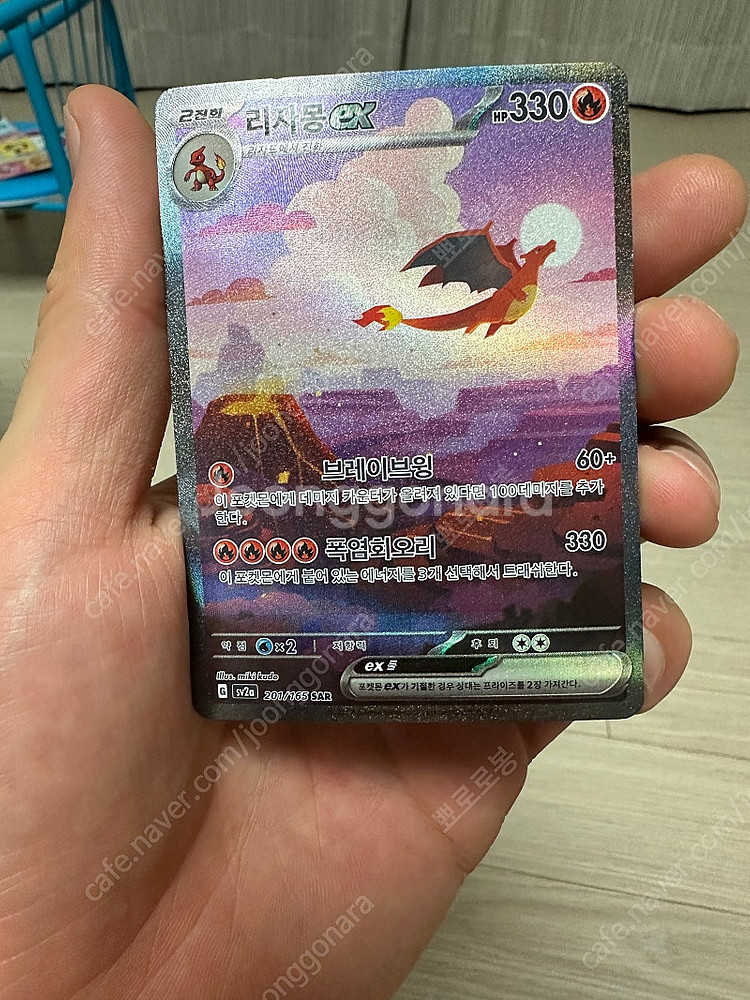 2진화
리자몽 ex
HP 330
리자드에서 진화
브레이브윙 60+
이 포켓몬에게 데미지 카운터가 올려져 있다면 100데미지를 추가
한다.
폭염회오리 330
이 포켓몬에게 붙어 있는 에너지를 3개 선택해서 트래쉬한다.
약 점 ×2 저항력 후 퇴
Illus. miki kudo
ex
G sv2a 201/165 SAR
포켓몬 ex가 기절한 경우 상대는 프라이즈를 2장 가져간다.
joonggonara
cafe.naver.com/joonggonara
뽀로로봉